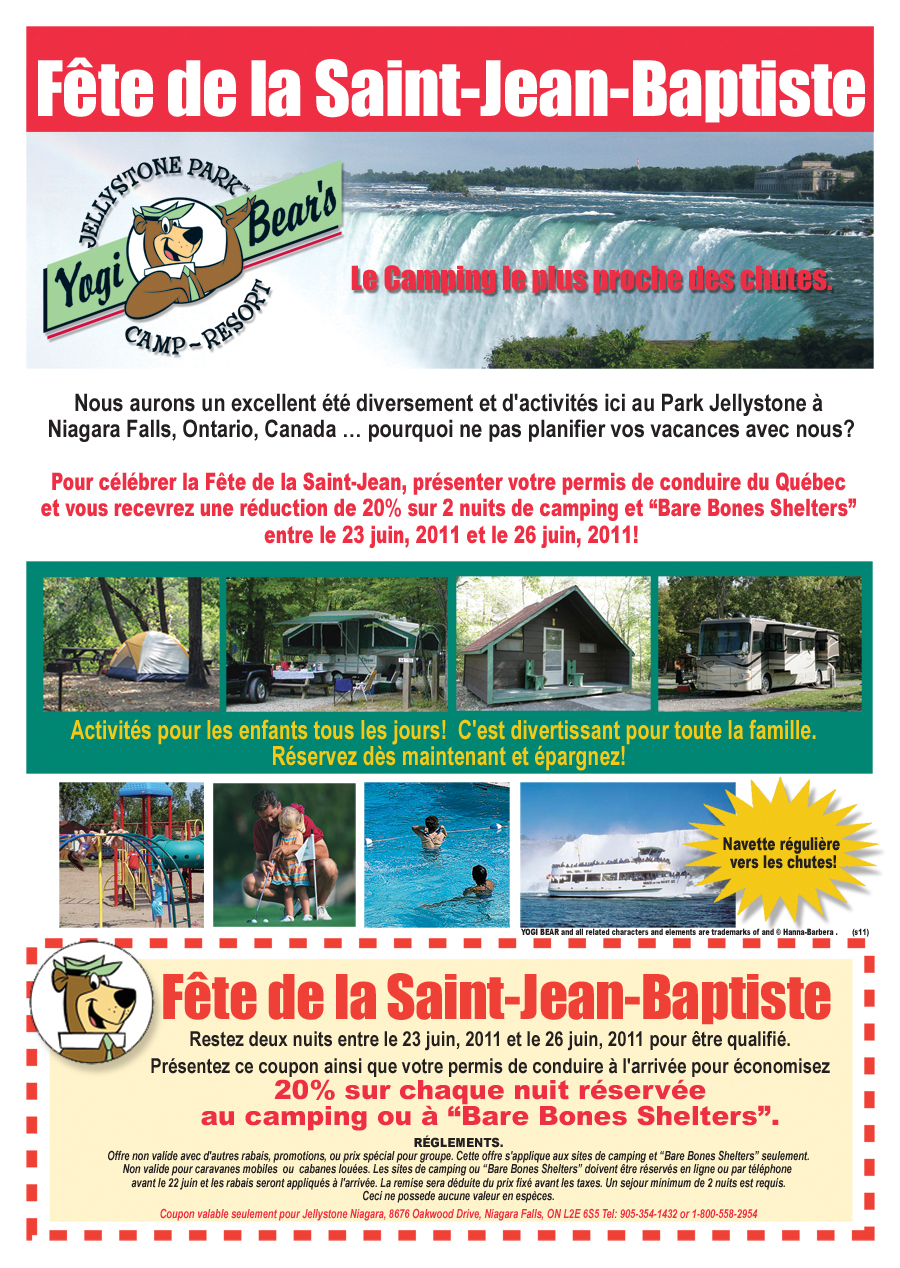 Fête de la Saint-Jean-Baptiste
JELLYSTONE PARK™
Yogi Bear's
CAMP-RESORT
Le Camping le plus proche des chutes.
Nous aurons un excellent été diversement et d'activités ici au Park Jellystone à
Niagara Falls, Ontario, Canada … pourquoi ne pas planifier vos vacances avec nous?
Pour célébrer la Fête de la Saint-Jean, présenter votre permis de conduire du Québec
et vous recevrez une réduction de 20% sur 2 nuits de camping et “Bare Bones Shelters”
entre le 23 juin, 2011 et le 26 juin, 2011!
Activités pour les enfants tous les jours! C'est divertissant pour toute la famille.
Réservez dès maintenant et épargnez!
Navette régulière
vers les chutes!
YOGI BEAR and all related characters and elements are trademarks of and © Hanna-Barbera . (s11)
Fête de la Saint-Jean-Baptiste
Restez deux nuits entre le 23 juin, 2011 et le 26 juin, 2011 pour être qualifié.
Présentez ce coupon ainsi que votre permis de conduire à l'arrivée pour économisez
20% sur chaque nuit réservée
au camping ou à “Bare Bones Shelters”.
RÉGLEMENTS.
Offre non valide avec d'autres rabais, promotions, ou prix spécial pour groupe. Cette offre s'applique aux sites de camping et “Bare Bones Shelters” seulement.
Non valide pour caravanes mobiles ou cabanes louées. Les sites de camping ou “Bare Bones Shelters” doivent être réservés en ligne ou par téléphone
avant le 22 juin et les rabais seront appliqués à l'arrivée. La remise sera déduite du prix fixé avant les taxes. Un sejour minimum de 2 nuits est requis.
Ceci ne possede aucune valeur en espèces.
Coupon valable seulement pour Jellystone Niagara, 8676 Oakwood Drive, Niagara Falls, ON L2E 6S5 Tel: 905-354-1432 or 1-800-558-2954